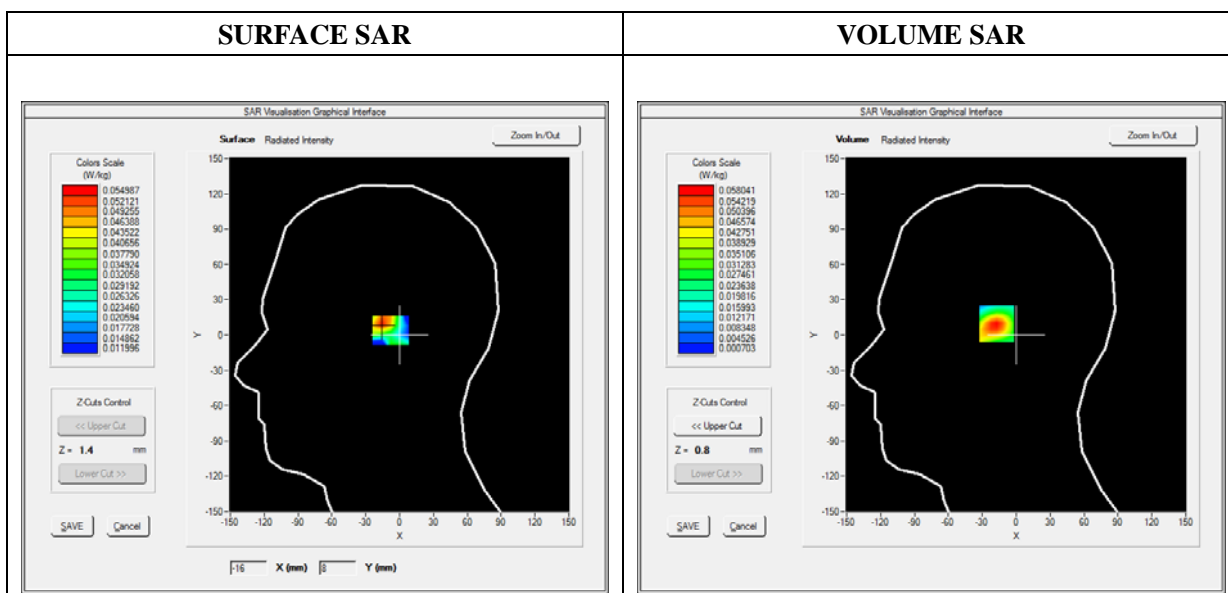 SURFACE SAR
VOLUME SAR
SAR Visualisation Graphical Interface
Surface Radiated Intensity
Zoom In/Out
Colors Scale
(W/kg)
0.054987
0.052121
0.049255
0.046388
0.043522
0.040656
0.037790
0.034924
0.032058
0.029192
0.026326
0.023460
0.020594
0.017728
0.014862
0.011996
150
120
90
60
30
0
-30
-60
-90
-120
-150
Y
-150 -120 -90 -60 -30 0 30 60 90 120 150
X
Z-Cuts Control
<< Upper Cut
Z = 1.4 mm
Lower Cut >>
SAVE Cancel
-16 X (mm) 8 Y (mm)
SAR Visualisation Graphical Interface
Volume Radiated Intensity
Zoom In/Out
Colors Scale
(W/kg)
0.058041
0.054219
0.050396
0.046574
0.042751
0.038929
0.035106
0.031283
0.027461
0.023638
0.019816
0.015993
0.012171
0.008348
0.004526
0.000703
150
120
90
60
30
0
-30
-60
-90
-120
-150
Y
-150 -120 -90 -60 -30 0 30 60 90 120 150
X
Z-Cuts Control
<< Upper Cut
Z = 0.8 mm
Lower Cut >>
SAVE Cancel